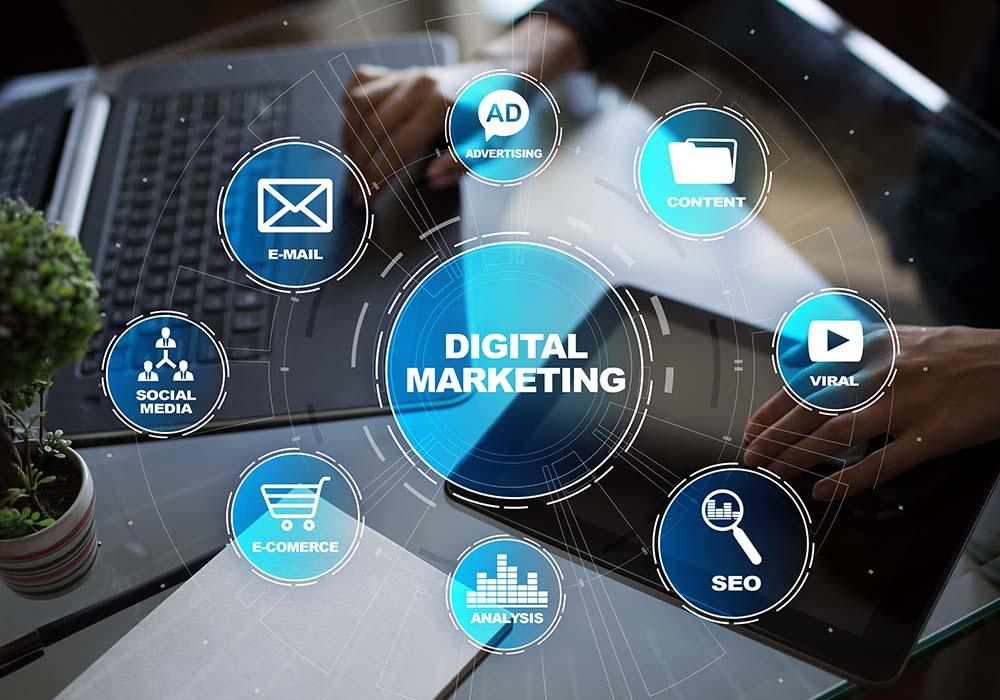 AD
ADVERTISING
CONTENT
E-MAIL
DIGITAL
MARKETING
VIRAL
SOCIAL
MEDIA
E-COMERCE
SEO
ANALYSIS